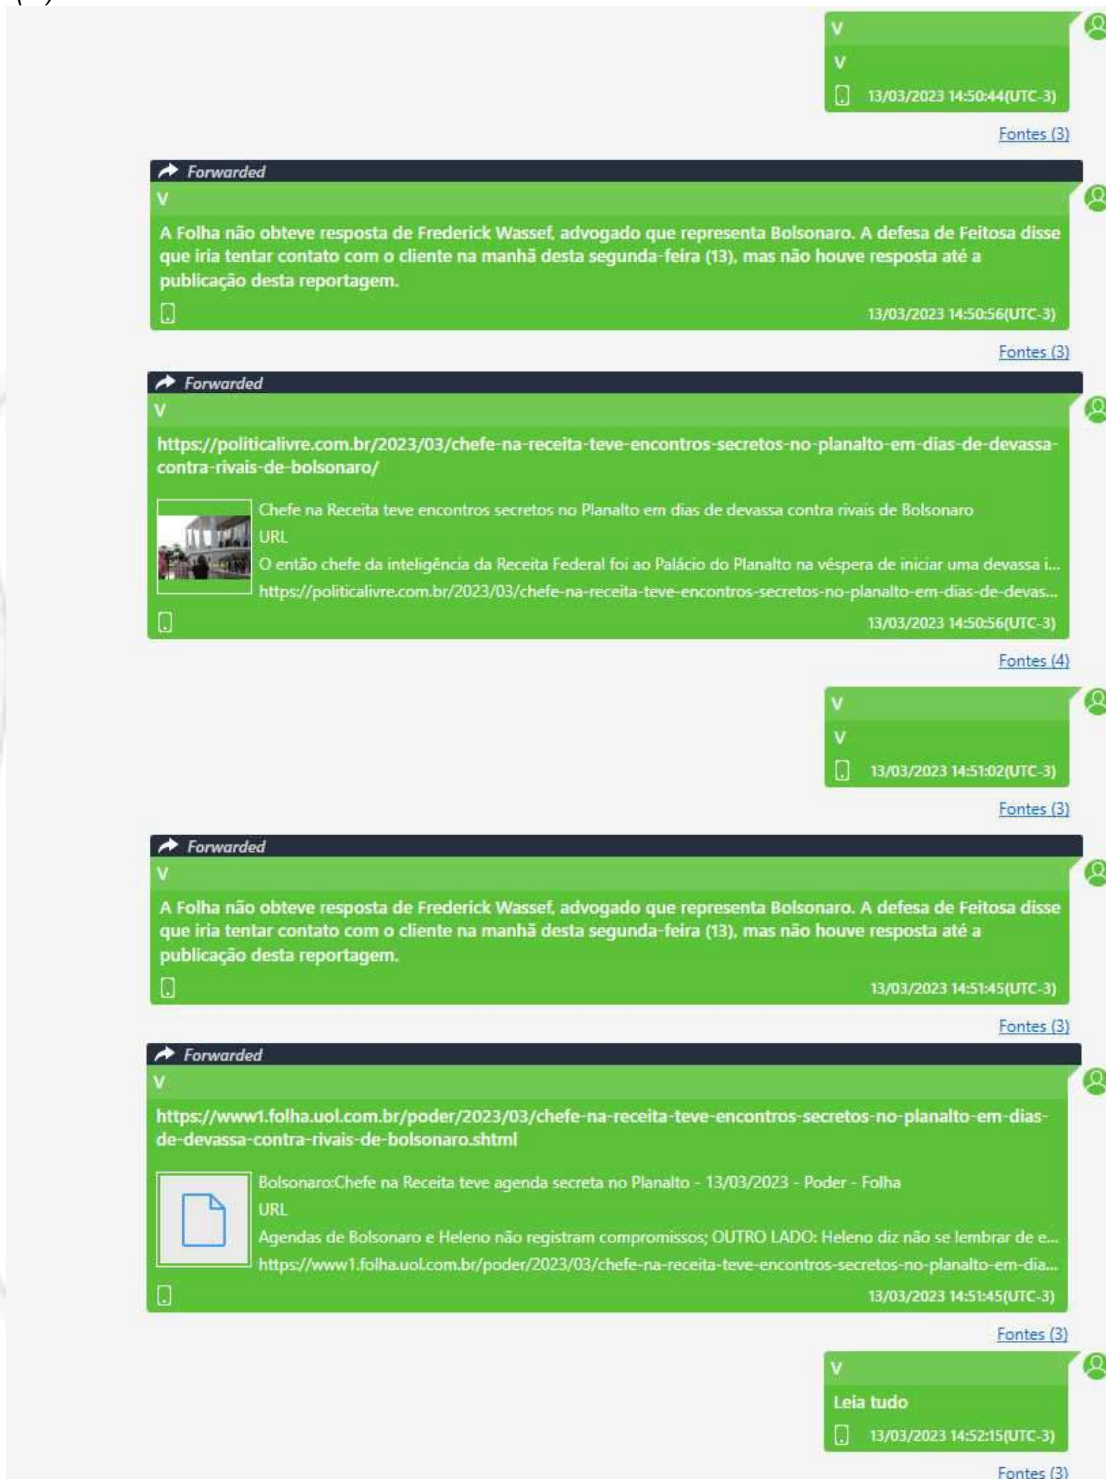 V
V
13/03/2023 14:50:44(UTC-3)
Fontes (3)
Forwarded
V
A Folha não obteve resposta de Frederick Wassef, advogado que representa Bolsonaro. A defesa de Feitosa disse
que iria tentar contato com o cliente na manhã desta segunda-feira (13), mas não houve resposta até a
publicação desta reportagem.
13/03/2023 14:50:56(UTC-3)
Fontes (3)
Forwarded
V
https://politicalivre.com.br/2023/03/chefe-na-receita-teve-encontros-secretos-no-planalto-em-dias-de-devassa-
contra-rivais-de-bolsonaro/
Chefe na Receita teve encontros secretos no Planalto em dias de devassa contra rivais de Bolsonaro
URL
O então chefe da inteligência da Receita Federal foi ao Palácio do Planalto na véspera de iniciar uma devassa i...
https://politicalivre.com.br/2023/03/chefe-na-receita-teve-encontros-secretos-no-planalto-em-dias-de-devas...
13/03/2023 14:50:56(UTC-3)
Fontes (4)
V
V
13/03/2023 14:51:02(UTC-3)
Fontes (3)
Forwarded
V
A Folha não obteve resposta de Frederick Wassef, advogado que representa Bolsonaro. A defesa de Feitosa disse
que iria tentar contato com o cliente na manhã desta segunda-feira (13), mas não houve resposta até a
publicação desta reportagem.
13/03/2023 14:51:45(UTC-3)
Fontes (3)
Forwarded
V
https://www1.folha.uol.com.br/poder/2023/03/chefe-na-receita-teve-encontros-secretos-no-planalto-em-dias-
de-devassa-contra-rivais-de-bolsonaro.shtml
Bolsonaro:Chefe na Receita teve agenda secreta no Planalto - 13/03/2023 - Poder - Folha
URL
Agendas de Bolsonaro e Heleno não registram compromissos; OUTRO LADO: Heleno diz não se lembrar de e...
https://www1.folha.uol.com.br/poder/2023/03/chefe-na-receita-teve-encontros-secretos-no-planalto-em-dia...
13/03/2023 14:51:45(UTC-3)
Fontes (3)
V
Leia tudo
13/03/2023 14:52:15(UTC-3)
Fontes (3)